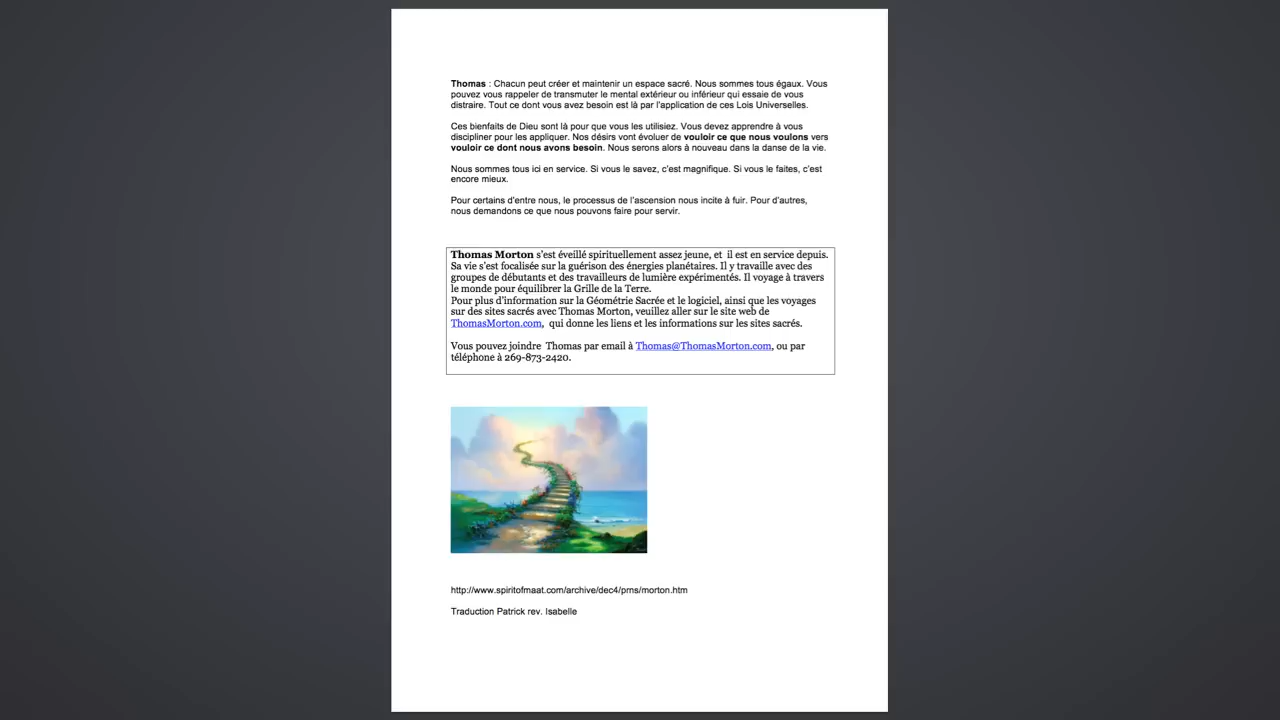 Thomas : Chacun peut créer et maintenir un espace sacré. Nous sommes tous égaux. Vous
pouvez vous rappeler de transmuter le mental extérieur ou inférieur qui essaie de vous
distraire. Tout ce dont vous avez besoin est là par l'application de ces Lois Universelles.
Ces bienfaits de Dieu sont là pour que vous les utilisiez. Vous devez apprendre à vous
discipliner pour les appliquer. Nos désirs vont évoluer de vouloir ce que nous voulons vers
vouloir ce dont nous avons besoin. Nous serons alors à nouveau dans la danse de la vie.
Nous sommes tous ici en service. Si vous le savez, c'est magnifique. Si vous le faites, c'est
encore mieux.
Pour certains d'entre nous, le processus de l'ascension nous incite à fuir. Pour d'autres,
nous demandons ce que nous pouvons faire pour servir.
Thomas Morton s'est éveillé spirituellement assez jeune, et il est en service depuis.
Sa vie s'est focalisée sur la guérison des énergies planétaires. Il y travaille avec des
groupes de débutants et des travailleurs de lumière expérimentés. Il voyage à travers
le monde pour équilibrer la Grille de la Terre.
Pour plus d'information sur la Géométrie Sacrée et le logiciel, ainsi que les voyages
sur des sites sacrés avec Thomas Morton, veuillez aller sur le site web de
ThomasMorton.com, qui donne les liens et les informations sur les sites sacrés.
Vous pouvez joindre Thomas par email à Thomas@ThomasMorton.com, ou par
téléphone à 269-873-2420.
http://www.spiritofmaat.com/archive/dec4/prns/morton.htm
Traduction Patrick rev. Isabelle